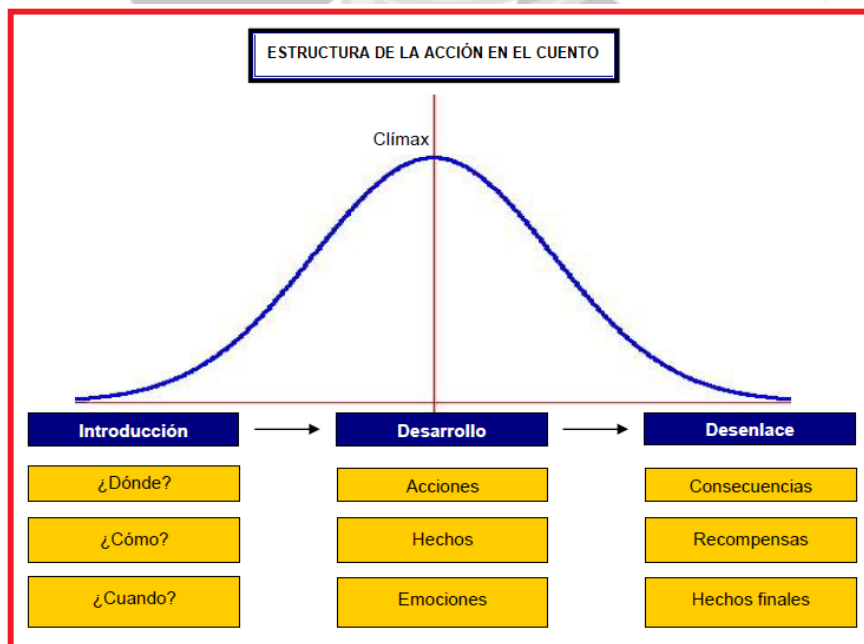 ESTRUCTURA DE LA ACCIÓN EN EL CUENTO
Clímax
Introducción
Desarrollo
Desenlace
¿Dónde?
Acciones
Consecuencias
¿Cómo?
Hechos
Recompensas
¿Cuando?
Emociones
Hechos finales